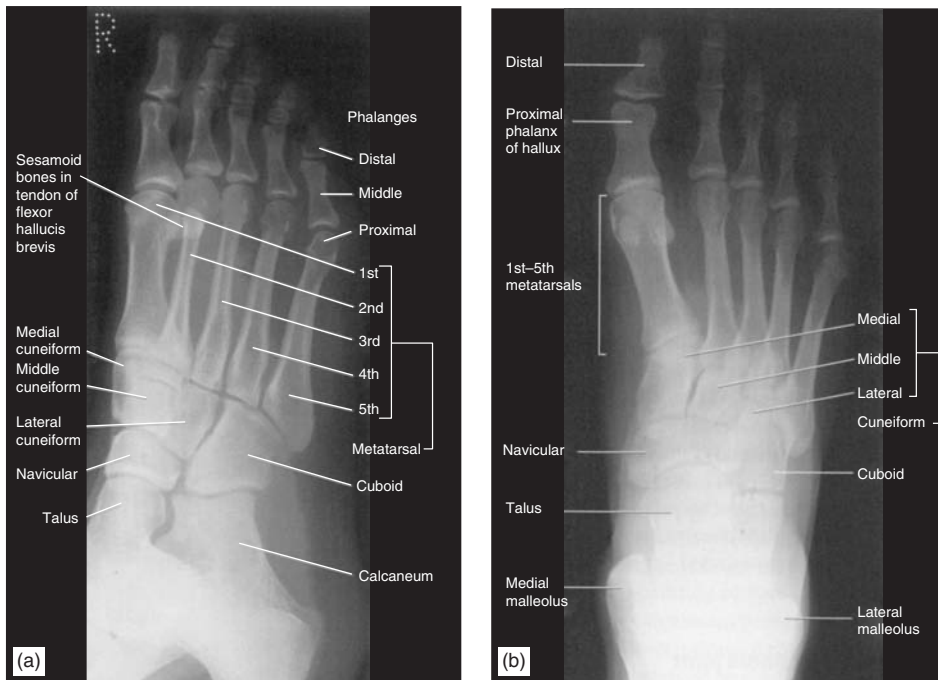 R
Phalanges
Distal
Middle
Proximal
Sesamoid
bones in
tendon of
flexor
hallucis
brevis
1st
2nd
3rd
4th
5th
Metatarsal
Medial
cuneiform
Middle
cuneiform
Lateral
cuneiform
Navicular
Talus
Cuboid
Calcaneum
(a)
Distal
Proximal
phalanx
of hallux
1st–5th
metatarsals
Medial
Middle
Lateral
Cuneiform
Navicular
Cuboid
Talus
Medial
malleolus
Lateral
malleolus
(b)